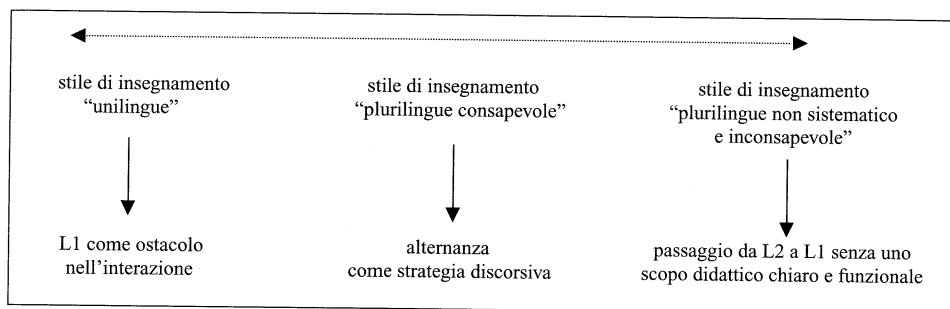 stile di insegnamento
“unilingue”
stile di insegnamento
“plurilingue consapevole”
stile di insegnamento
“plurilingue non sistematico
e inconsapevole”
L1 come ostacolo
nell’interazione
alternanza
come strategia discorsiva
passaggio da L2 a L1 senza uno
scopo didattico chiaro e funzionale